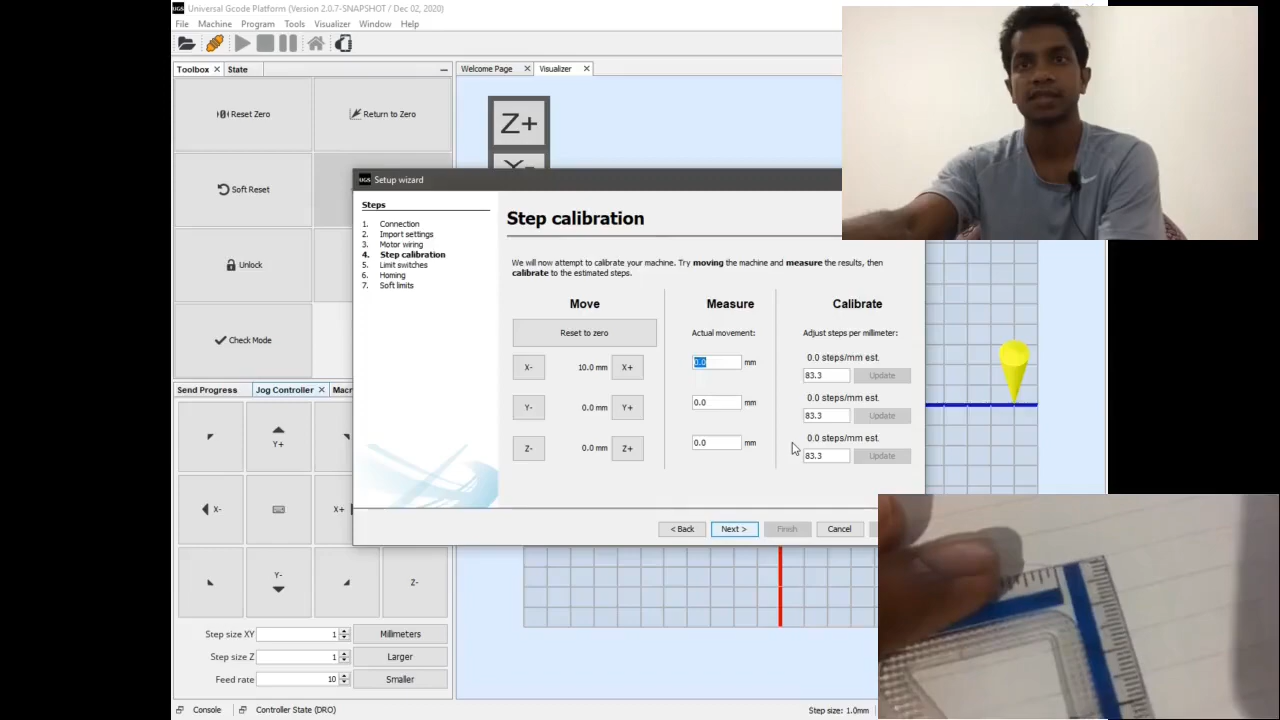 UGS Universal Gcode Platform (Version 2.0.7-SNAPSHOT / Dec 02, 2020)
File Machine Program Tools Visualizer Window Help
Toolbox State
Welcome Page Visualizer
Reset Zero
Return to Zero
Soft Reset
Unlock
Check Mode
Z+
UGS Setup wizard
Steps
1. Connection
2. Import settings
3. Motor wiring
4. Step calibration
5. Limit switches
6. Homing
7. Soft limits
Step calibration
We will now attempt to calibrate your machine. Try moving the machine and measure the results, then
calibrate to the estimated steps.
Move
Measure
Calibrate
Reset to zero
Actual movement:
Adjust steps per millimeter:
X- 10.0 mm X+
0.0 mm
0.0 steps/mm est.
83.3 Update
Y- 0.0 mm Y+
0.0 mm
0.0 steps/mm est.
83.3 Update
Z- 0.0 mm Z+
0.0 mm
0.0 steps/mm est.
83.3 Update
< Back Next > Finish Cancel
Send Progress Jog Controller Macr
Y+
X-
X+
Y-
Z-
Step size XY 1 Millimeters
Step size Z 1 Larger
Feed rate 10 Smaller
Console Controller State (DRO)
Step size: 1.0mm